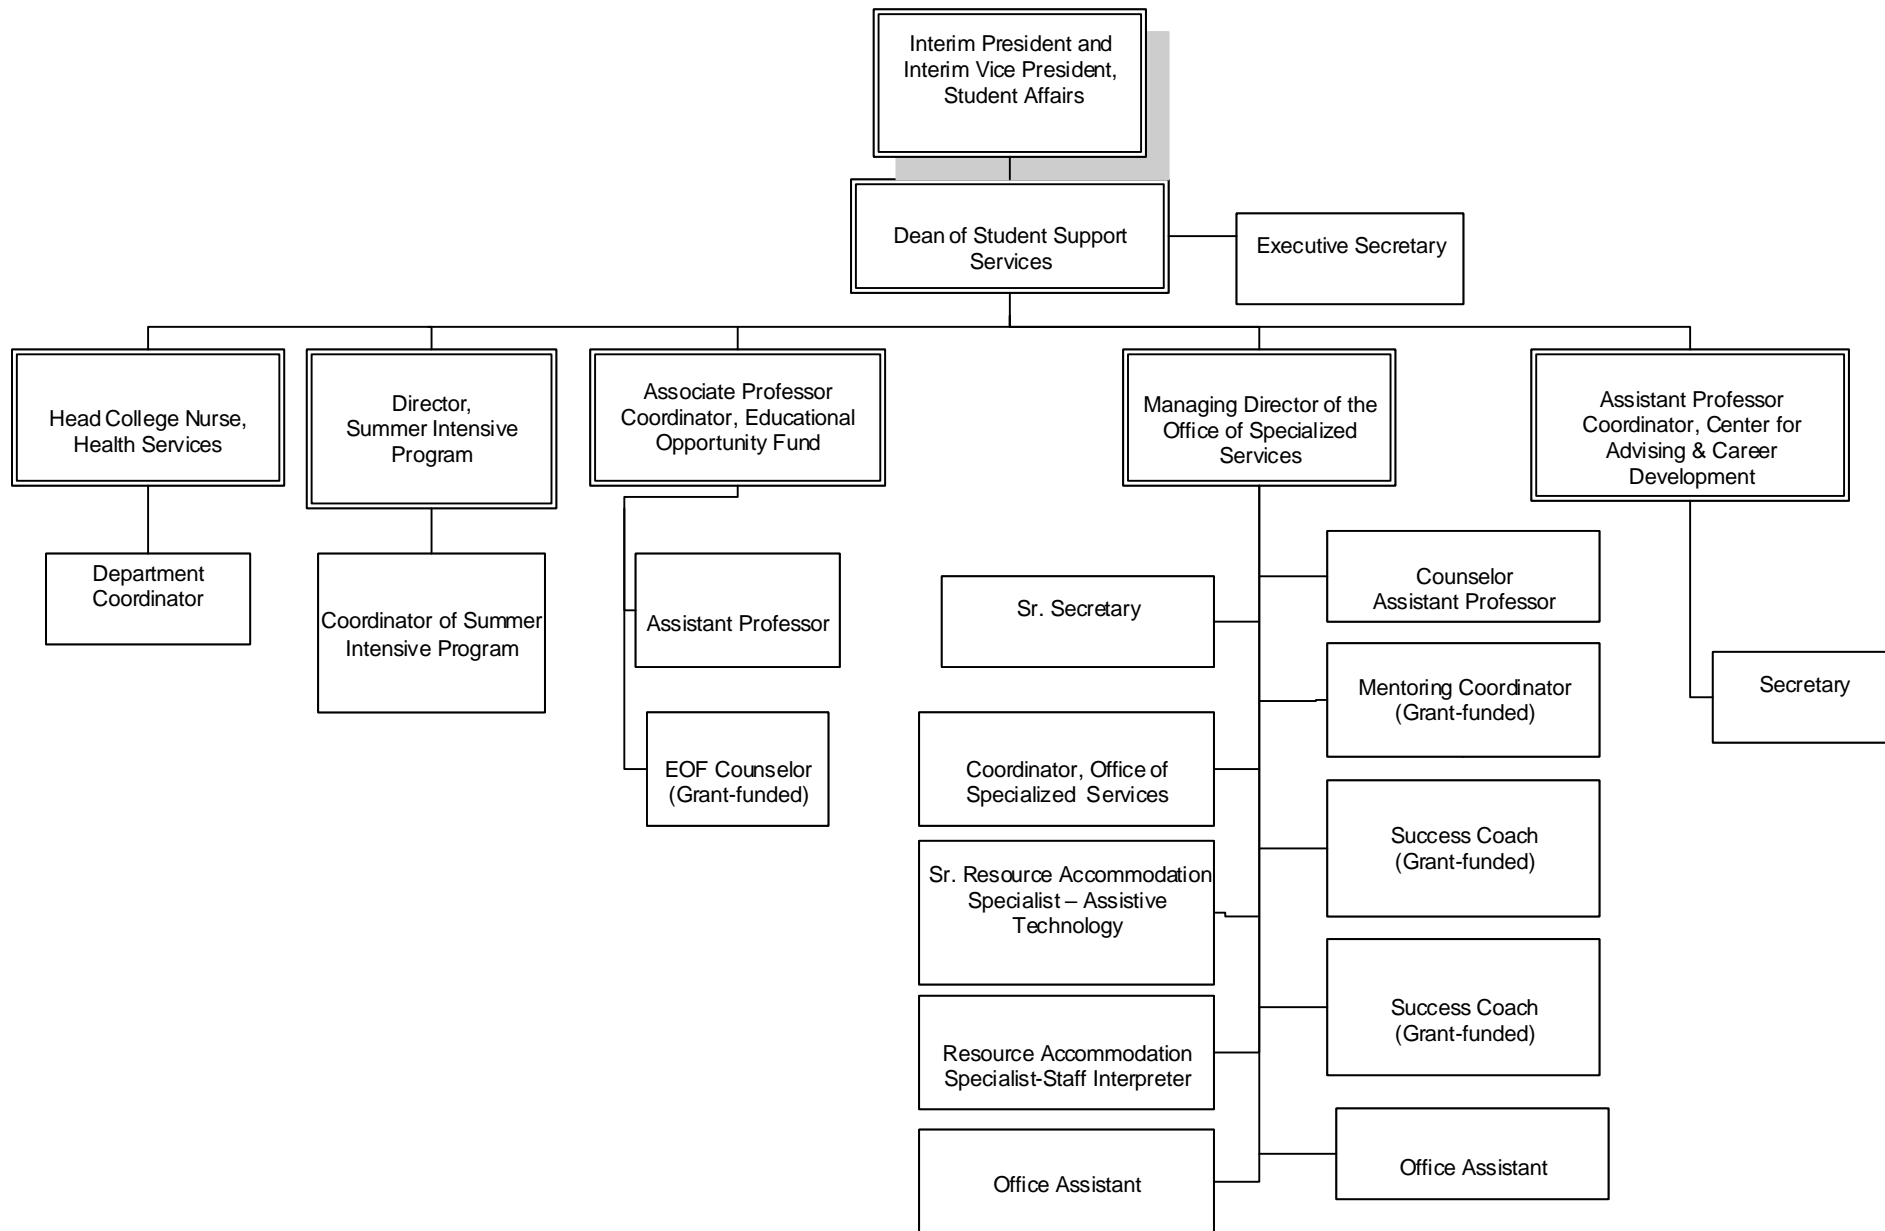 Interim President and
Interim Vice President,
Student Affairs
Dean of Student Support
Services
Executive Secretary
Head College Nurse,
Health Services
Director,
Summer Intensive
Program
Associate Professor
Coordinator, Educational
Opportunity Fund
Managing Director of the
Office of Specialized
Services
Assistant Professor
Coordinator, Center for
Advising & Career
Development
Department
Coordinator
Coordinator of Summer
Intensive Program
Assistant Professor
EOF Counselor
(Grant-funded)
Sr. Secretary
Coordinator, Office of
Specialized Services
Sr. Resource Accommodation
Specialist – Assistive
Technology
Resource Accommodation
Specialist-Staff Interpreter
Office Assistant
Counselor
Assistant Professor
Mentoring Coordinator
(Grant-funded)
Success Coach
(Grant-funded)
Success Coach
(Grant-funded)
Office Assistant
Secretary